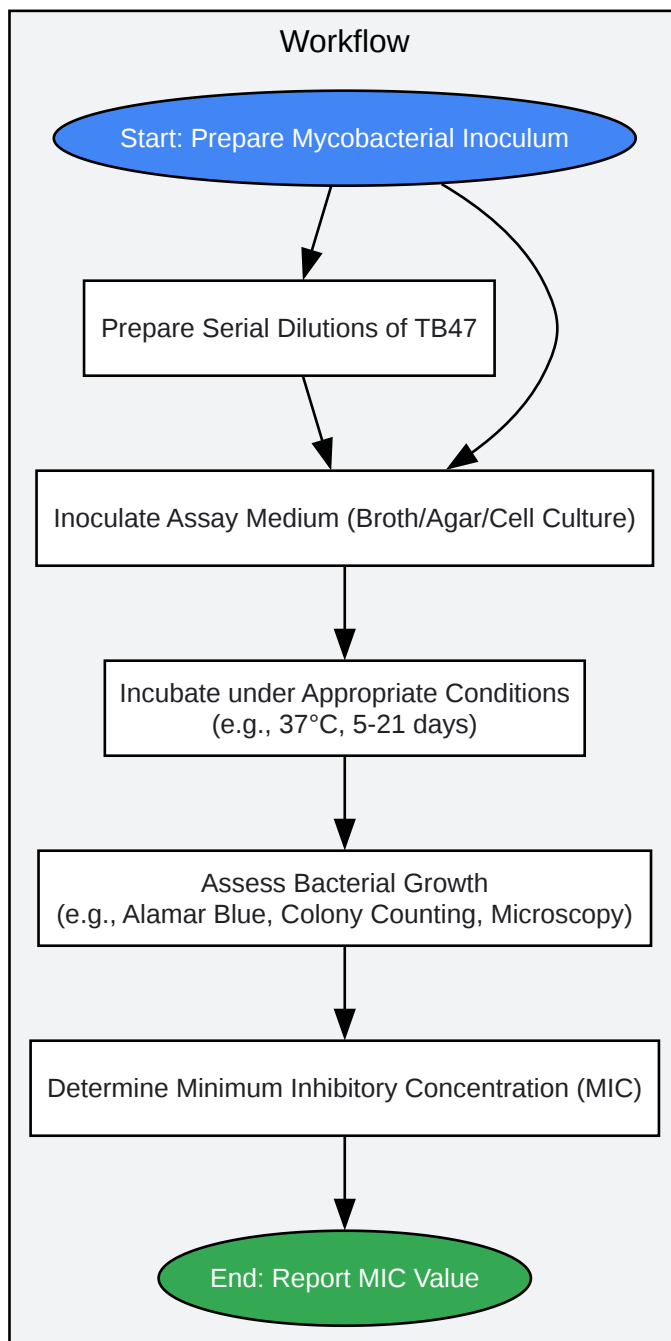 Workflow
Start: Prepare Mycobacterial Inoculum
Prepare Serial Dilutions of TB47
Inoculate Assay Medium (Broth/Agar/Cell Culture)
Incubate under Appropriate Conditions
(e.g., 37°C, 5-21 days)
Assess Bacterial Growth
(e.g., Alamar Blue, Colony Counting, Microscopy)
Determine Minimum Inhibitory Concentration (MIC)
End: Report MIC Value